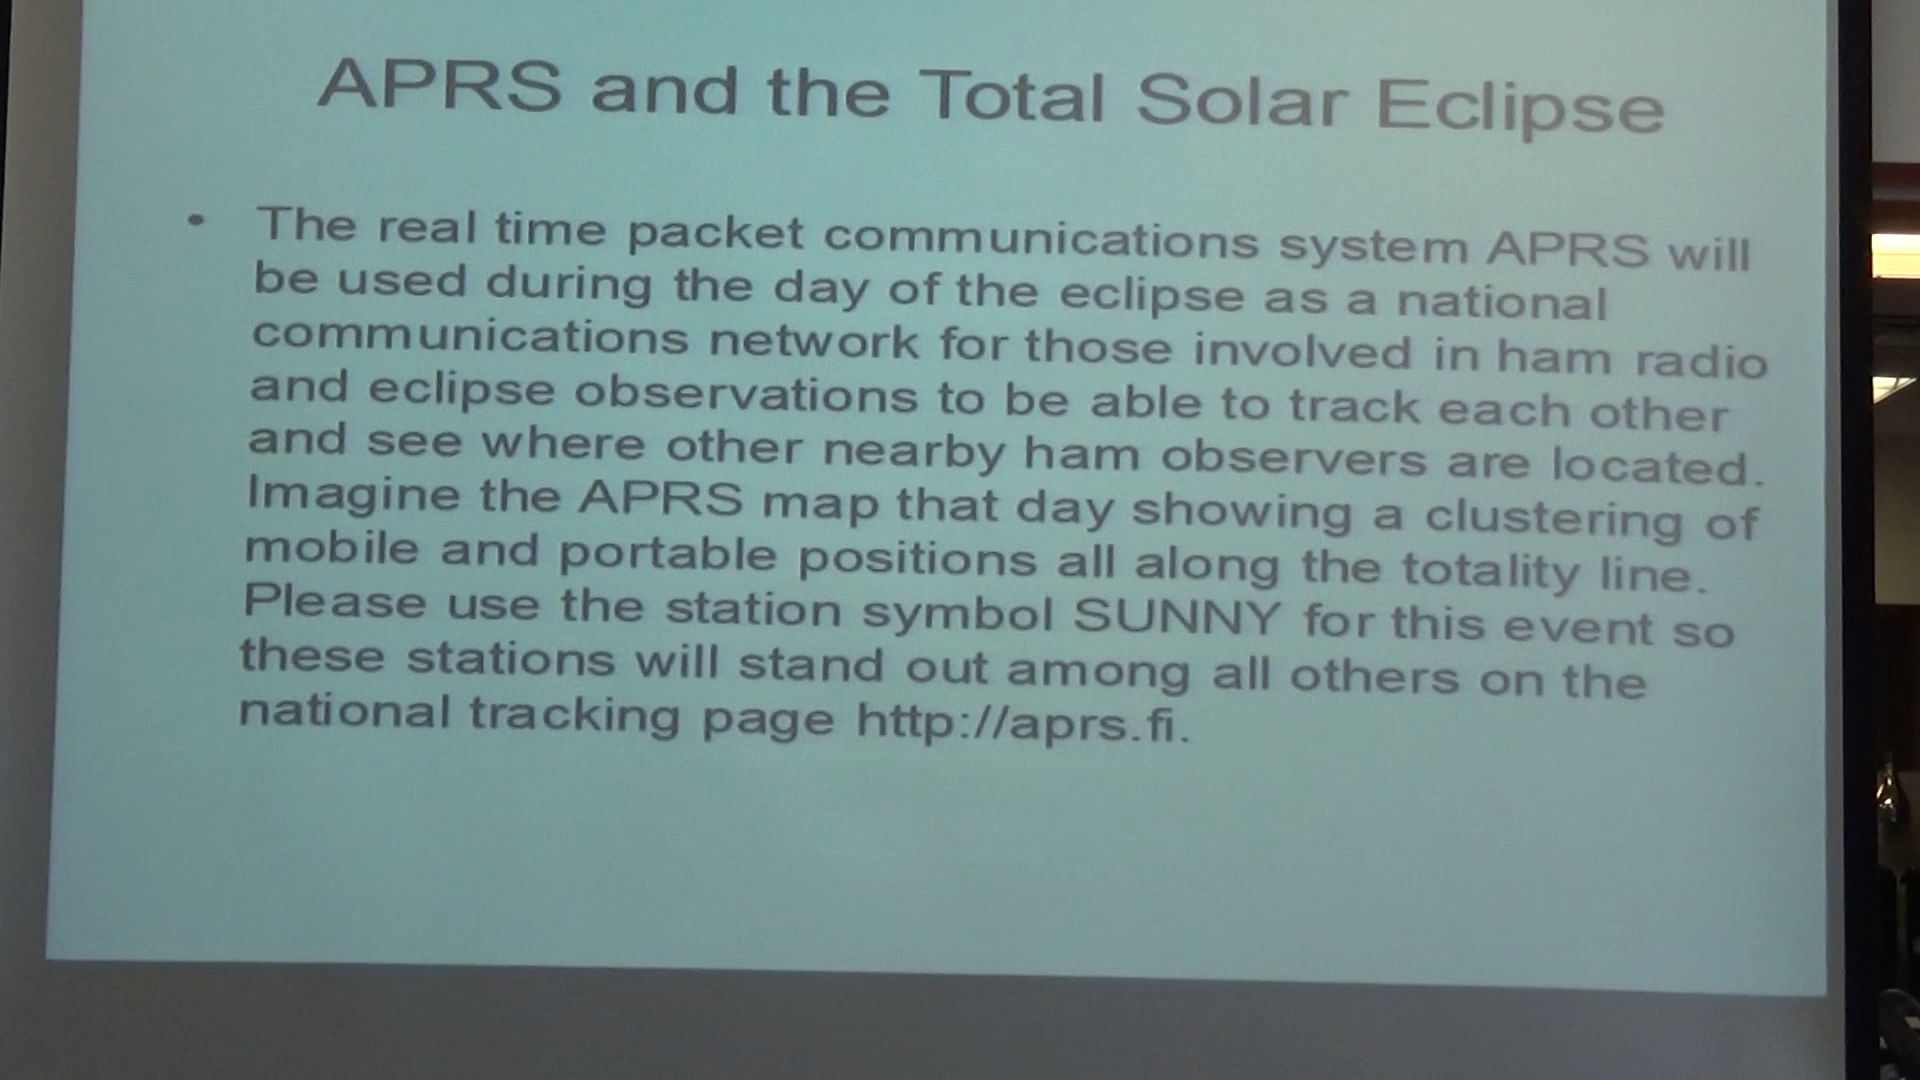 APRS and the Total Solar Eclipse
• The real time packet communications system APRS will
be used during the day of the eclipse as a national
communications network for those involved in ham radio
and eclipse observations to be able to track each other
and see where other nearby ham observers are located.
Imagine the APRS map that day showing a clustering of
mobile and portable positions all along the totality line.
Please use the station symbol SUNNY for this event so
these stations will stand out among all others on the
national tracking page http://aprs.fi.